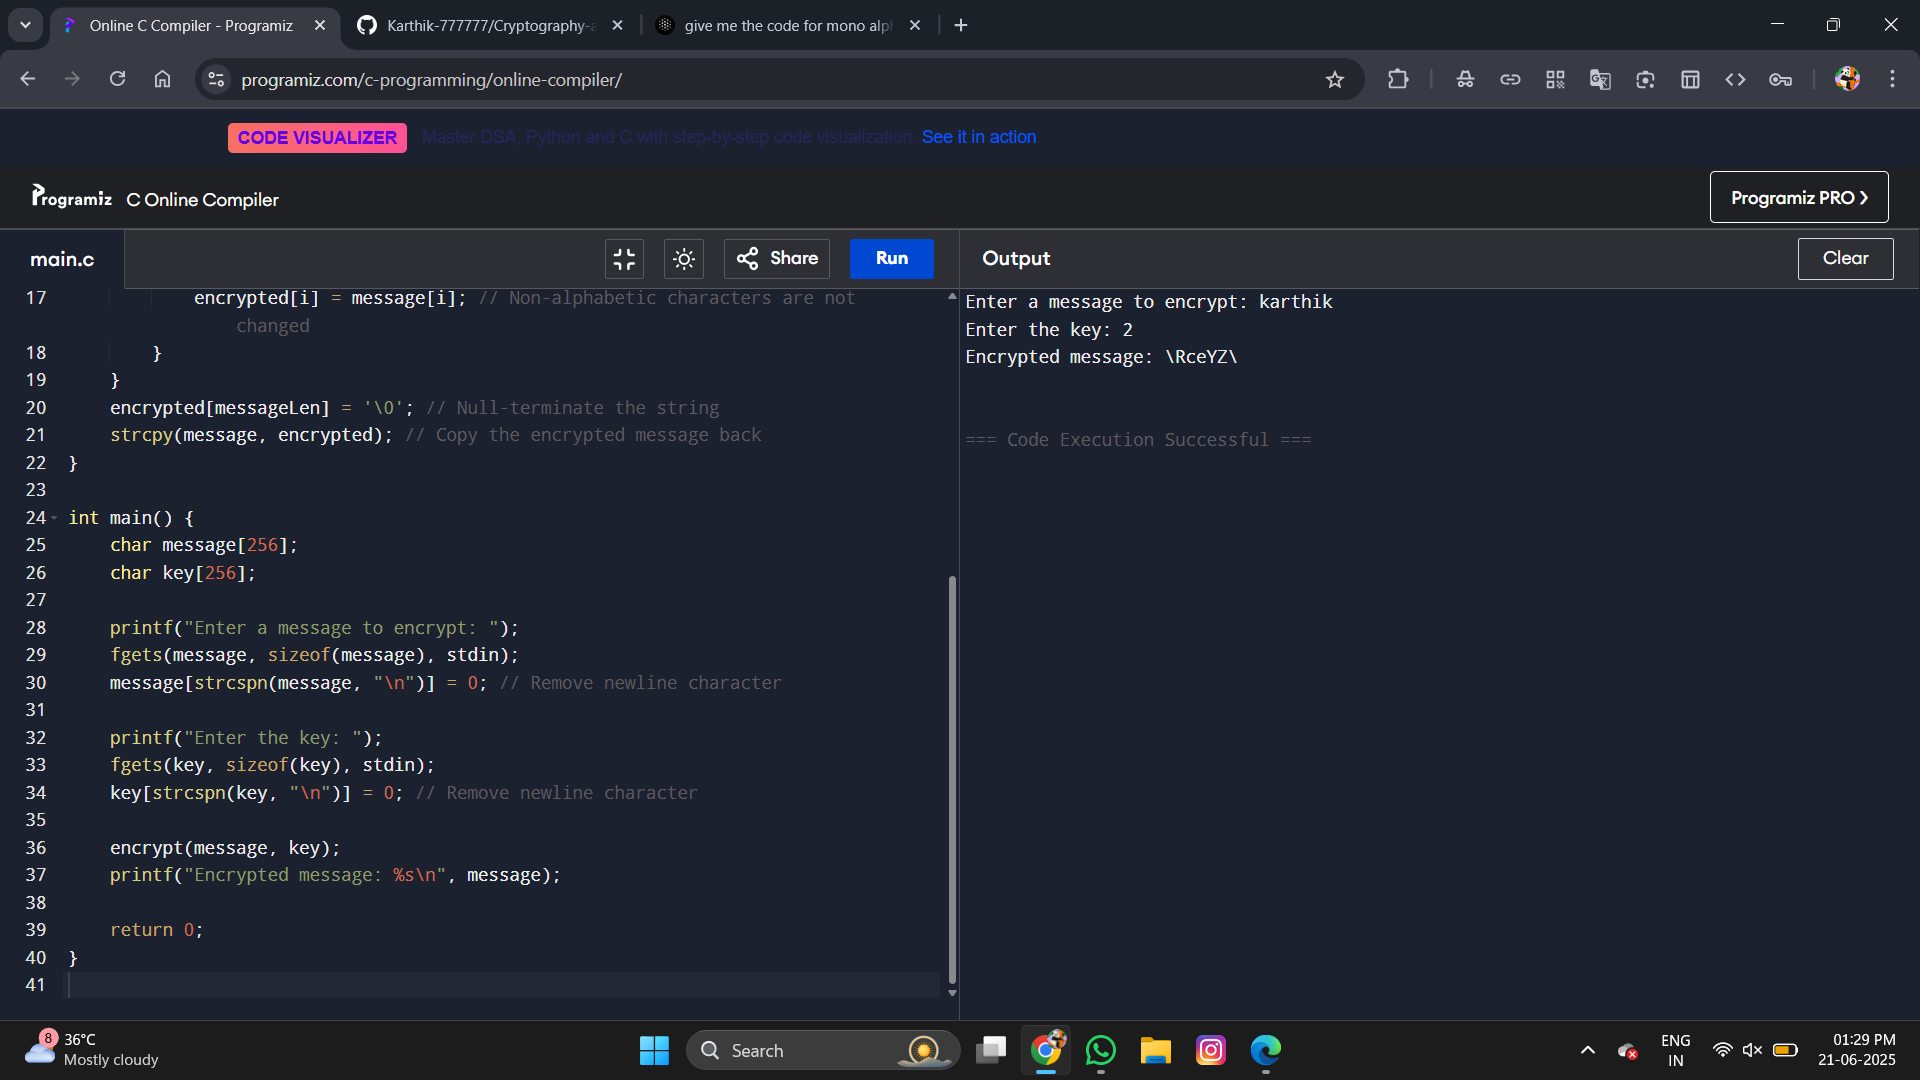 Online C Compiler - Programiz
Karthik-777777/Cryptography-a
give me the code for mono alph
programiz.com/c-programming/online-compiler/
CODE VISUALIZER Master DSA, Python and C with step-by-step code visualization. See it in action
Programiz C Online Compiler
Programiz PRO
main.c
Share
Run
Output
Clear
17 encrypted[i] = message[i]; // Non-alphabetic characters are not
changed
18 }
19 }
20 encrypted[messageLen] = '\0'; // Null-terminate the string
21 strcpy(message, encrypted); // Copy the encrypted message back
22 }
23
24 int main() {
25 char message[256];
26 char key[256];
27
28 printf("Enter a message to encrypt: ");
29 fgets(message, sizeof(message), stdin);
30 message[strcspn(message, "\n")] = 0; // Remove newline character
31
32 printf("Enter the key: ");
33 fgets(key, sizeof(key), stdin);
34 key[strcspn(key, "\n")] = 0; // Remove newline character
35
36 encrypt(message, key);
37 printf("Encrypted message: %s\n", message);
38
39 return 0;
40 }
41
Enter a message to encrypt: karthik
Enter the key: 2
Encrypted message: \RceYZ\
=== Code Execution Successful ===
8
36°C
Mostly cloudy
Search
ENG
IN
01:29 PM
21-06-2025